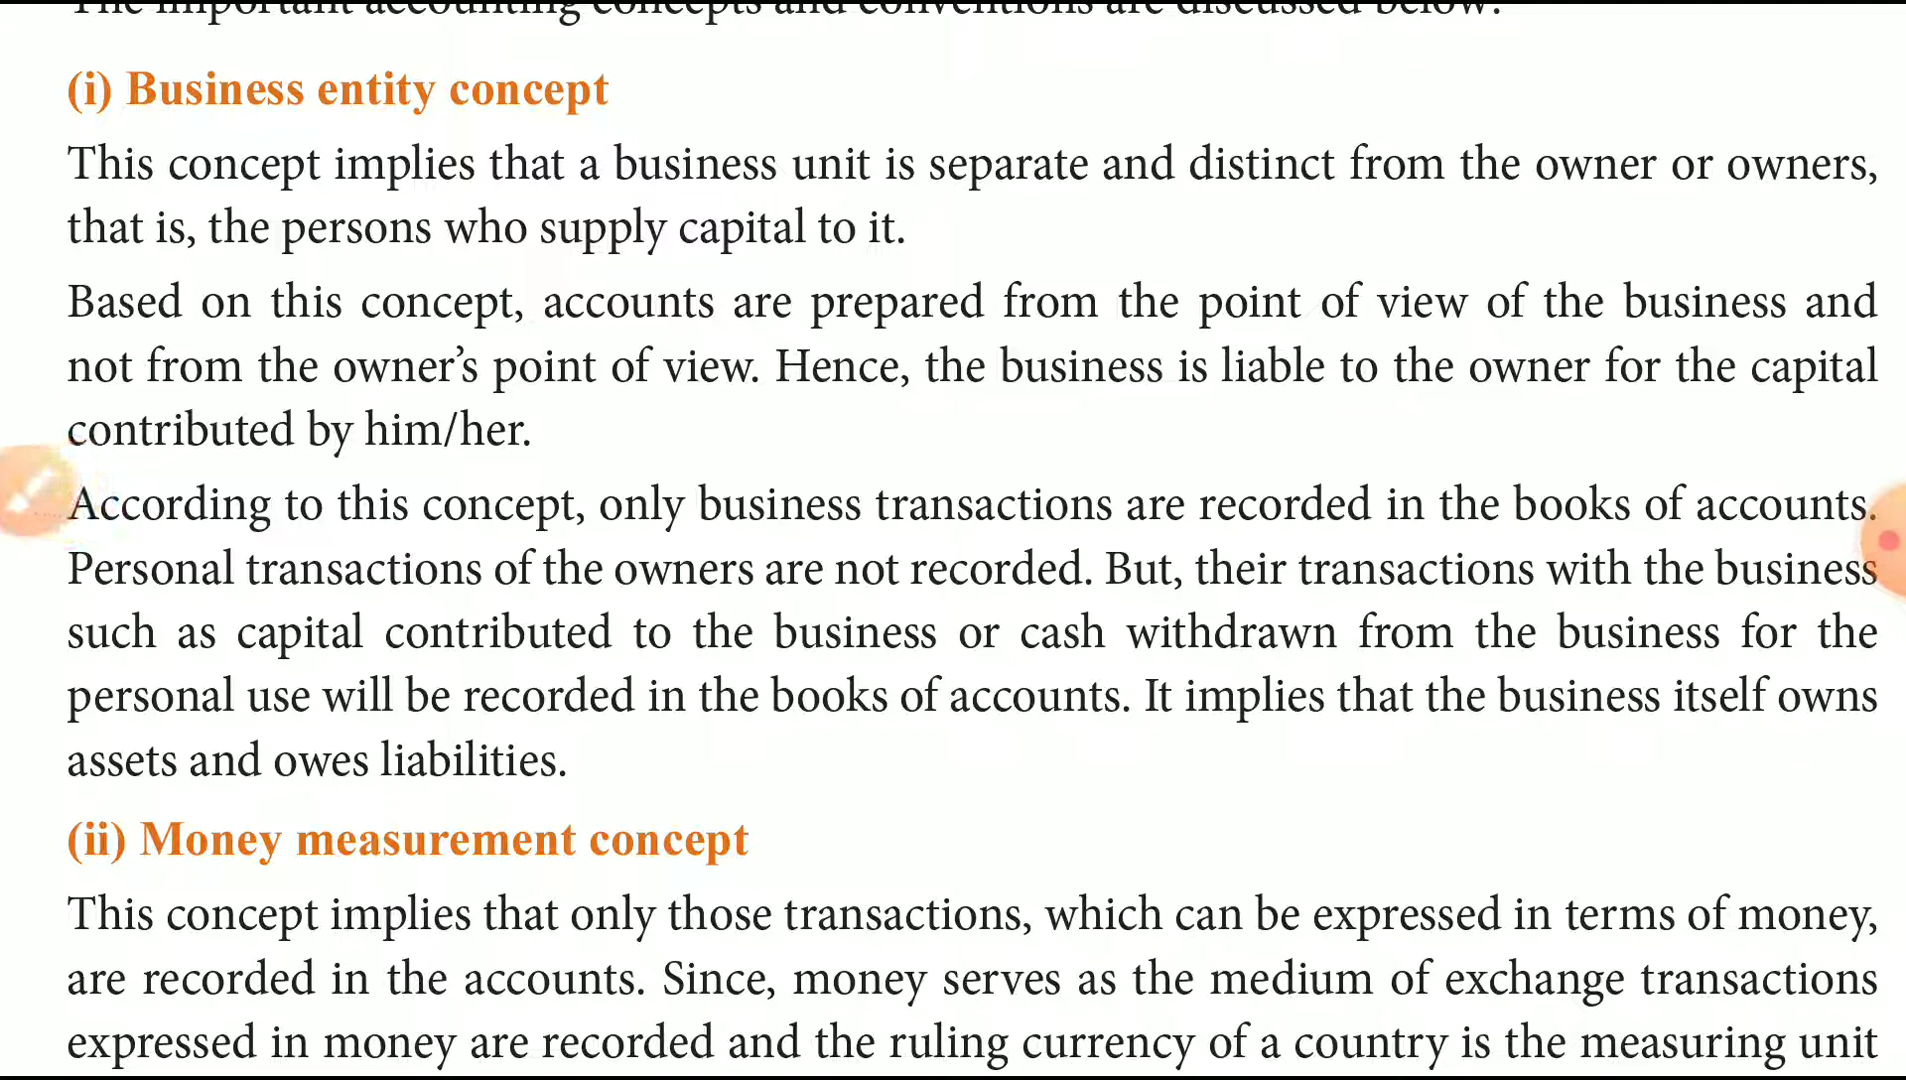 The important accounting concepts and conventions are discussed below:
(i) Business entity concept
This concept implies that a business unit is separate and distinct from the owner or owners,
that is, the persons who supply capital to it.
Based on this concept, accounts are prepared from the point of view of the business and
not from the owner’s point of view. Hence, the business is liable to the owner for the capital
contributed by him/her.
According to this concept, only business transactions are recorded in the books of accounts.
Personal transactions of the owners are not recorded. But, their transactions with the business
such as capital contributed to the business or cash withdrawn from the business for the
personal use will be recorded in the books of accounts. It implies that the business itself owns
assets and owes liabilities.
(ii) Money measurement concept
This concept implies that only those transactions, which can be expressed in terms of money,
are recorded in the accounts. Since, money serves as the medium of exchange transactions
expressed in money are recorded and the ruling currency of a country is the measuring unit